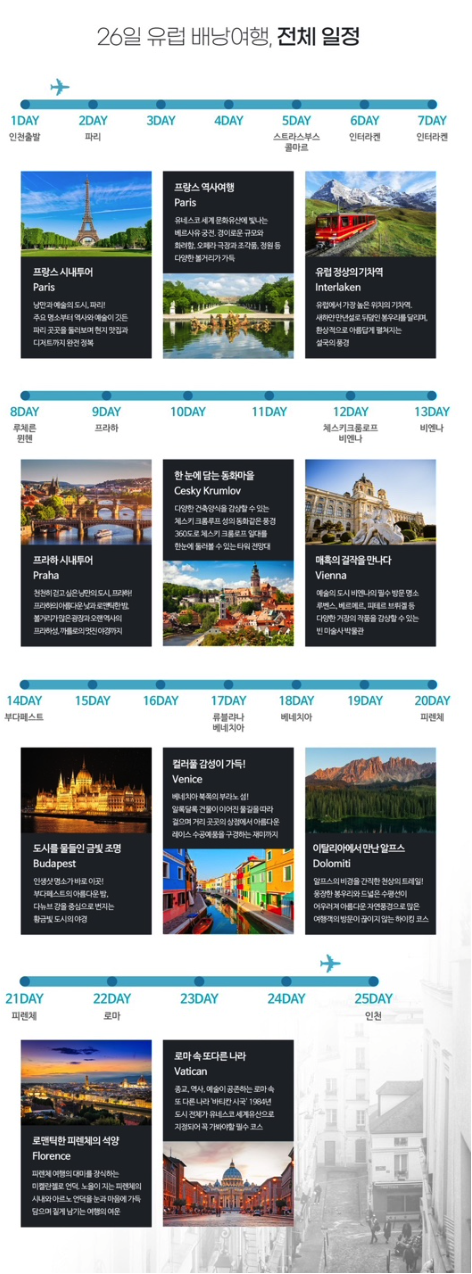 26일 유럽 배낭여행, 전체 일정
1DAY 2DAY 3DAY 4DAY 5DAY 6DAY 7DAY
인천출발 파리 스트라스부스 인터라켄 인터라켄
콜마르
프랑스 시내투어
Paris
낭만과 예술의 도시, 파리!
주요 명소부터 역사와 예술이 깃든
파리 곳곳을 둘러보며 현지 맛집과
디저트까지 완전 정복
프랑스 역사여행
Paris
유네스코 세계 문화유산에 빛나는
베르사유 궁전. 경이로운 규모와
화려함, 오페라 극장과 조각품, 정원 등
다양한 볼거리가 가득
유럽 정상의 기차역
Interlaken
유럽에서 가장 높은 위치의 기차역.
새하얀 만년설로 뒤덮인 봉우리를 달리며,
환상적으로 아름답게 펼쳐지는
설국의 풍경
8DAY 9DAY 10DAY 11DAY 12DAY 13DAY
루체른 프라하 체스키크룸로프 비엔나
뮌헨 비엔나
프라하 시내투어
Praha
천천히 걷고 싶은 낭만의 도시, 프라하!
프라하의 아름다운 낮과 로맨틱한 밤,
볼거리가 많은 광장과 오랜 역사의
프라하성, 까를로의 멋진 야경까지
한 눈에 담는 동화마을
Cesky Krumlov
다양한 건축양식을 감상할 수 있는
체스키 크룸루프 성의 동화같은 풍경
360도로 체스키 크룸로프 일대를
한눈에 둘러볼 수 있는 타워 전망대
매혹의 걸작을 만나다
Vienna
예술의 도시 비엔나의 필수 방문 명소
루벤스, 베르메르, 피테르 브뤼겔 등
다양한 거장의 작품을 감상할 수 있는
빈 미술사 박물관
14DAY 15DAY 16DAY 17DAY 18DAY 19DAY 20DAY
부다페스트 류블랴나 베네치아 피렌체
베네치아
도시를 물들인 금빛 조명
Budapest
인생샷 명소가 바로 이곳!
부다페스트의 아름다운 밤,
다뉴브 강을 중심으로 번지는
황금빛 도시의 야경
컬러풀 감성이 가득!
Venice
베네치아 북쪽의 부라노 섬!
알록달록 건물이 이어진 물길을 따라
걸으며 거리 곳곳의 상점에서 아름다운
레이스 수공예품을 구경하는 재미까지
이탈리아에서 만난 알프스
Dolomiti
알프스의 비경을 간직한 천상의 트레일!
웅장한 봉우리와 드넓은 수평선이
어우러져 아름다운 자연풍경으로 많은
여행객의 방문이 끊이지 않는 하이킹 코스
21DAY 22DAY 23DAY 24DAY 25DAY
피렌체 로마 인천
로맨틱한 피렌체의 석양
Florence
피렌체 여행의 대미를 장식하는
미켈란젤로 언덕. 노을이 지는 피렌체의
시내와 아르노 언덕을 눈과 마음에 가득
담으며 짙게 남기는 여행의 여운
로마 속 또다른 나라
Vatican
종교, 역사, 예술이 공존하는 로마 속
또 다른 나라 '바티칸 시국' 1984년
도시 전체가 유네스코 세계유산으로
지정되어 꼭 가봐야할 필수 코스